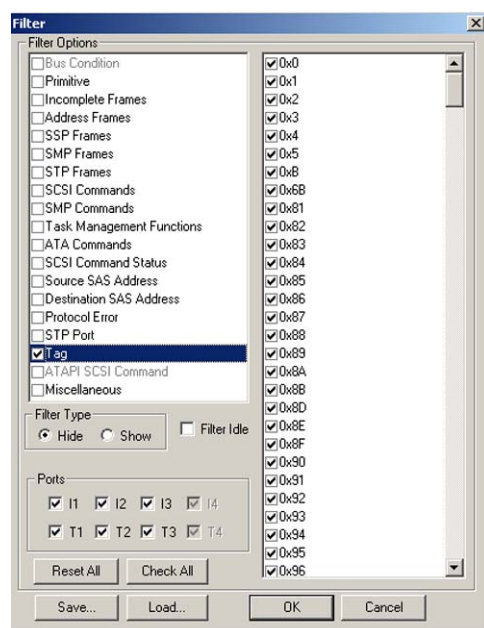 Filter
Filter Options
Bus Condition
Primitive
Incomplete Frames
Address Frames
SSP Frames
SMP Frames
STP Frames
SCSI Commands
SMP Commands
Task Management Functions
ATA Commands
SCSI Command Status
Source SAS Address
Destination SAS Address
Protocol Error
STP Port
Tag
ATAPI SCSI Command
Miscellaneous
0x0
0x1
0x2
0x3
0x4
0x5
0xB
0x6B
0x81
0x82
0x83
0x84
0x85
0x86
0x87
0x88
0x89
0x8A
0x8B
0x8D
0x8E
0x8F
0x90
0x91
0x92
0x93
0x94
0x95
0x96
Filter Type
Hide Show Filter Idle
Ports
I1 I2 I3 I4
T1 T2 T3 T4
Reset All Check All
Save... Load... OK Cancel